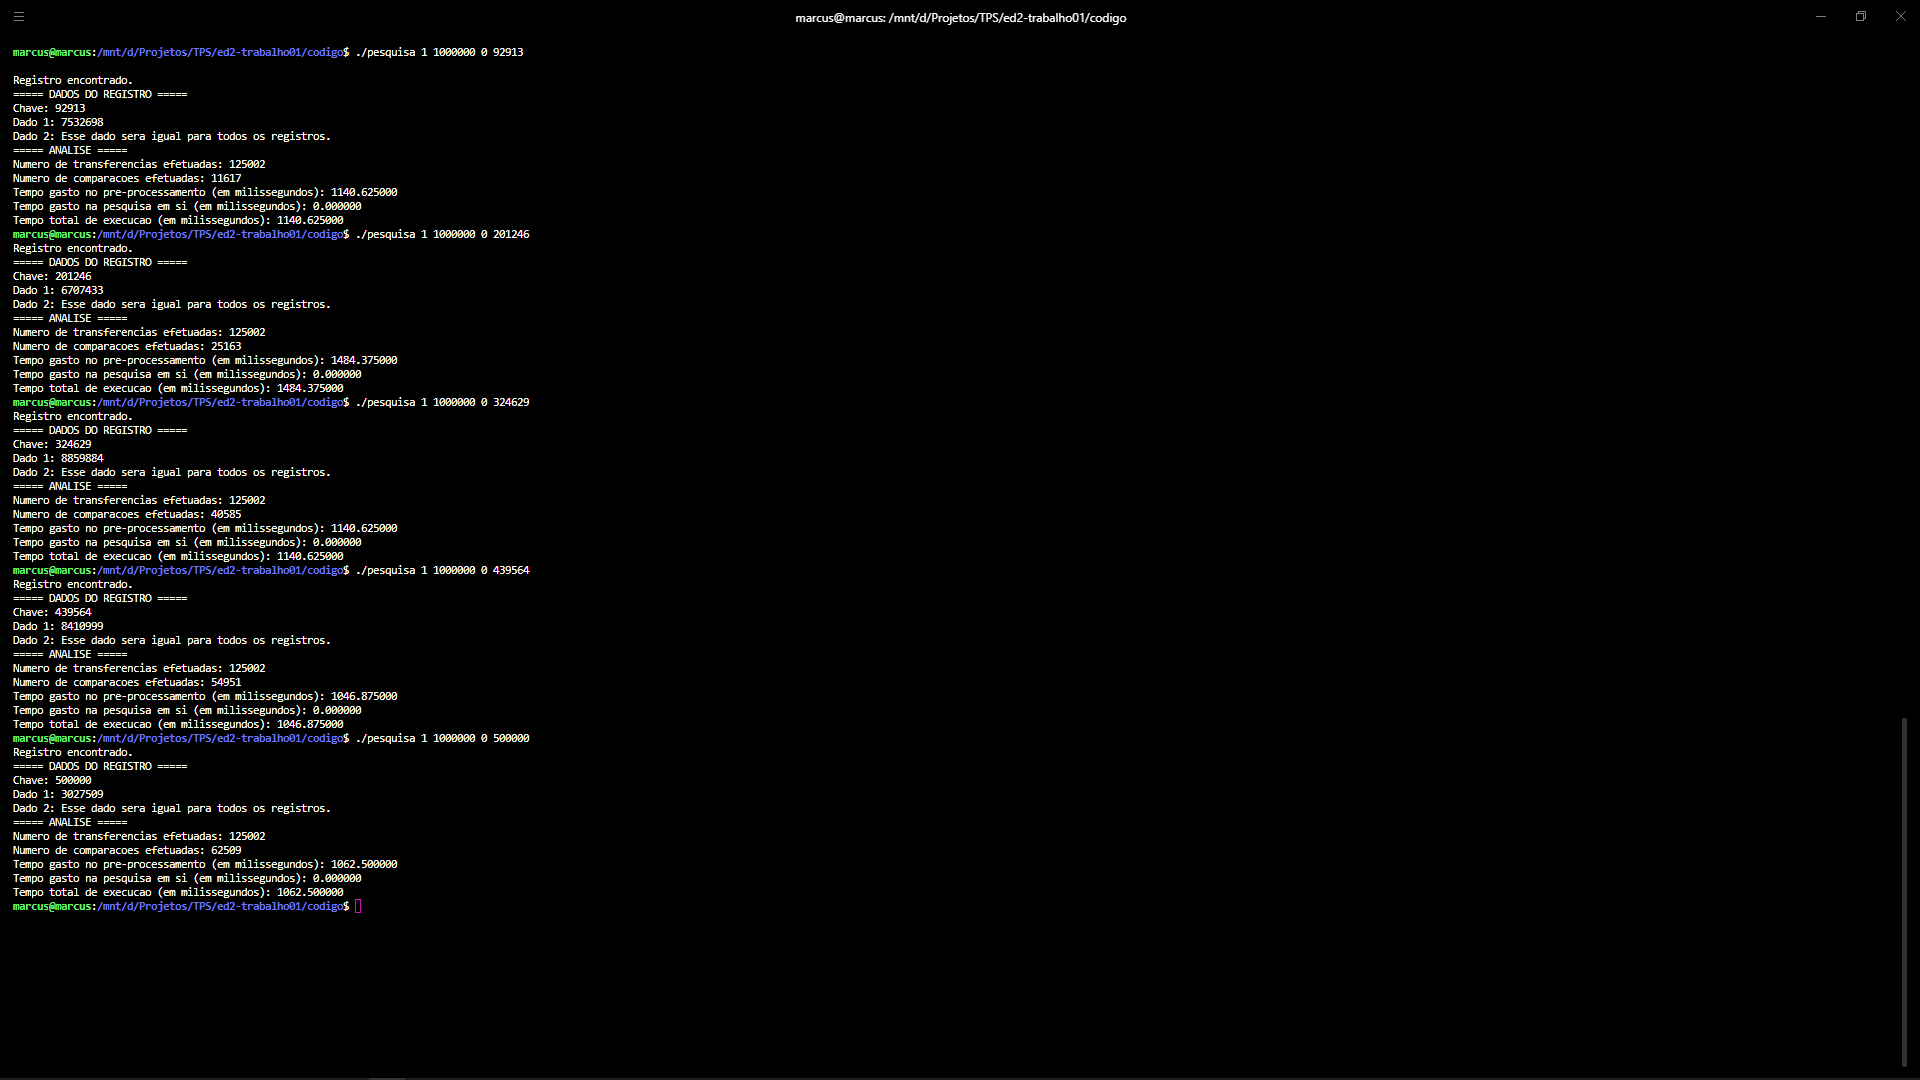 marcus@marcus: /mnt/d/Projetos/TPS/ed2-trabalho01/codigo
marcus@marcus:/mnt/d/Projetos/TPS/ed2-trabalho01/codigo$ ./pesquisa 1 1000000 0 92913
Registro encontrado.
===== DADOS DO REGISTRO =====
Chave: 92913
Dado 1: 7532698
Dado 2: Esse dado sera igual para todos os registros.
===== ANALISE =====
Numero de transferencias efetuadas: 125002
Numero de comparacões efetuadas: 11617
Tempo gasto no pre-processamento (em milissegundos): 1140.625000
Tempo gasto na pesquisa em si (em milissegundos): 0.000000
Tempo total de execucao (em milissegundos): 1140.625000
marcus@marcus:/mnt/d/Projetos/TPS/ed2-trabalho01/codigo$ ./pesquisa 1 1000000 0 201246
Registro encontrado.
===== DADOS DO REGISTRO =====
Chave: 201246
Dado 1: 6707433
Dado 2: Esse dado sera igual para todos os registros.
===== ANALISE =====
Numero de transferencias efetuadas: 125002
Numero de comparacões efetuadas: 25163
Tempo gasto no pre-processamento (em milissegundos): 1484.375000
Tempo gasto na pesquisa em si (em milissegundos): 0.000000
Tempo total de execucao (em milissegundos): 1484.375000
marcus@marcus:/mnt/d/Projetos/TPS/ed2-trabalho01/codigo$ ./pesquisa 1 1000000 0 324629
Registro encontrado.
===== DADOS DO REGISTRO =====
Chave: 324629
Dado 1: 8859884
Dado 2: Esse dado sera igual para todos os registros.
===== ANALISE =====
Numero de transferencias efetuadas: 125002
Numero de comparacões efetuadas: 40585
Tempo gasto no pre-processamento (em milissegundos): 1140.625000
Tempo gasto na pesquisa em si (em milissegundos): 0.000000
Tempo total de execucao (em milissegundos): 1140.625000
marcus@marcus:/mnt/d/Projetos/TPS/ed2-trabalho01/codigo$ ./pesquisa 1 1000000 0 439564
Registro encontrado.
===== DADOS DO REGISTRO =====
Chave: 439564
Dado 1: 8410999
Dado 2: Esse dado sera igual para todos os registros.
===== ANALISE =====
Numero de transferencias efetuadas: 125002
Numero de comparacões efetuadas: 54951
Tempo gasto no pre-processamento (em milissegundos): 1046.875000
Tempo gasto na pesquisa em si (em milissegundos): 0.000000
Tempo total de execucao (em milissegundos): 1046.875000
marcus@marcus:/mnt/d/Projetos/TPS/ed2-trabalho01/codigo$ ./pesquisa 1 1000000 0 500000
Registro encontrado.
===== DADOS DO REGISTRO =====
Chave: 500000
Dado 1: 3027509
Dado 2: Esse dado sera igual para todos os registros.
===== ANALISE =====
Numero de transferencias efetuadas: 125002
Numero de comparacões efetuadas: 62509
Tempo gasto no pre-processamento (em milissegundos): 1062.500000
Tempo gasto na pesquisa em si (em milissegundos): 0.000000
Tempo total de execucao (em milissegundos): 1062.500000
marcus@marcus:/mnt/d/Projetos/TPS/ed2-trabalho01/codigo$